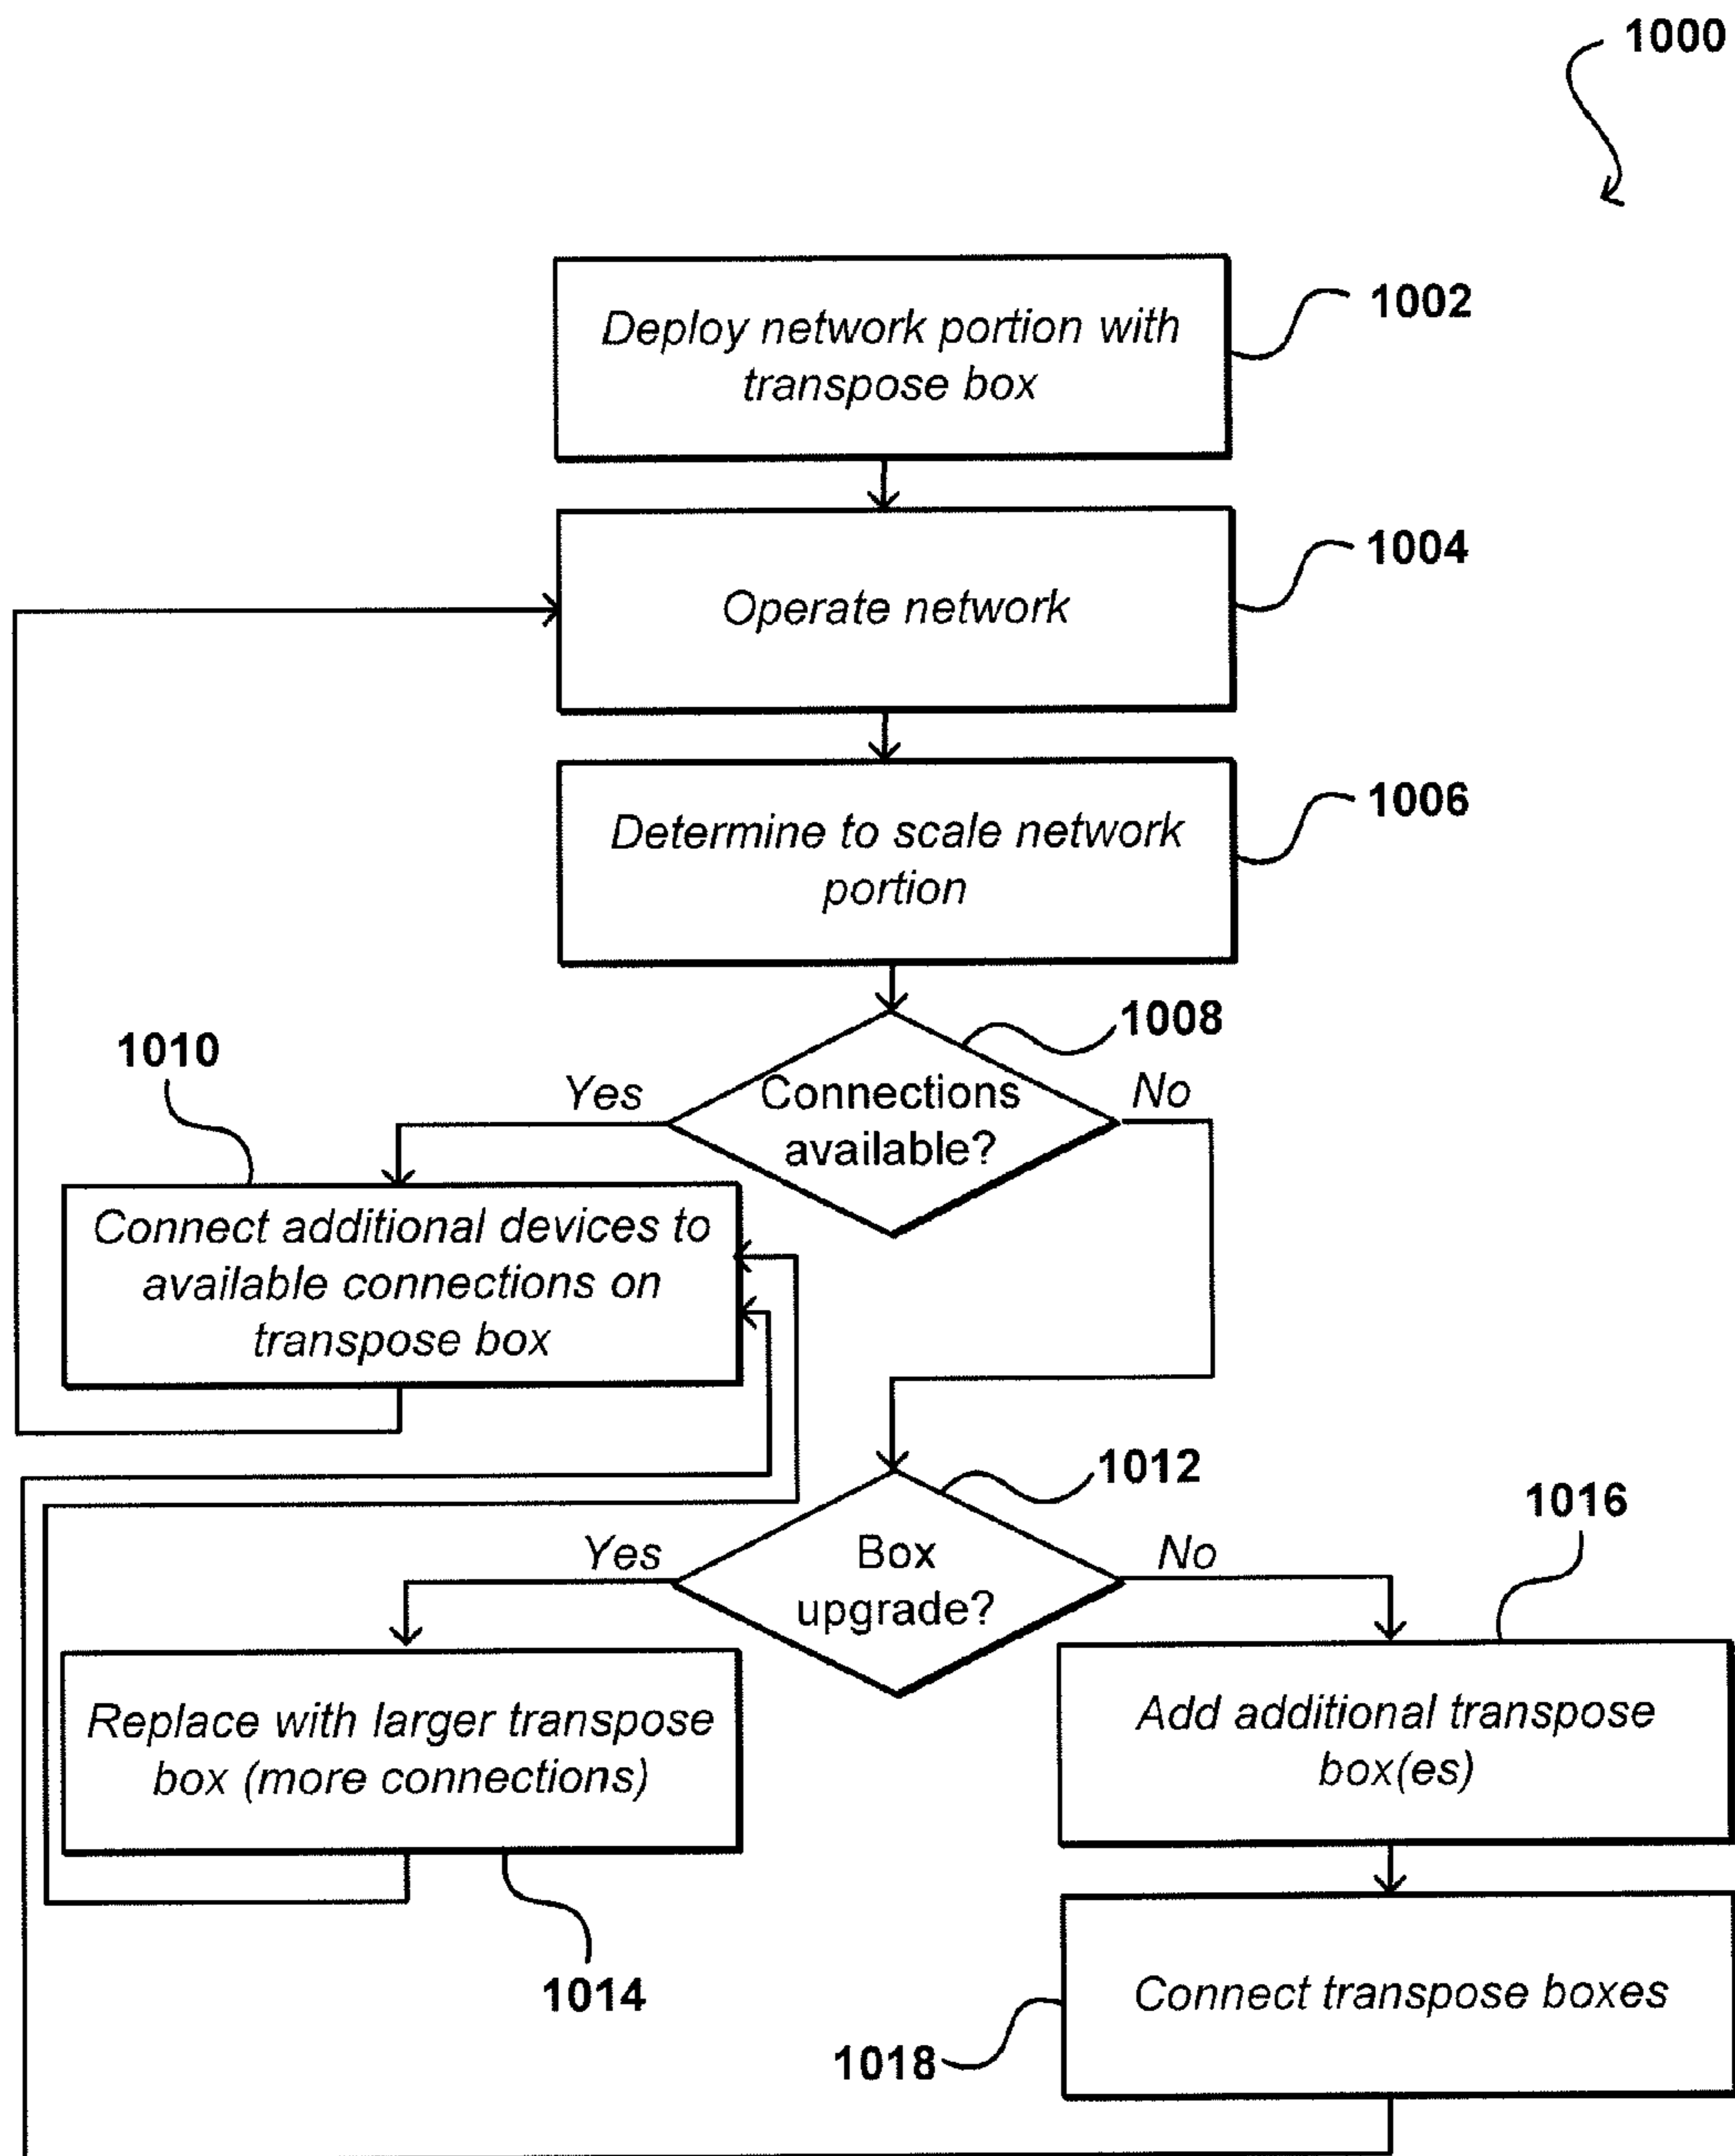 1000
Deploy network portion with
transpose box
1002
Operate network
1004
Determine to scale network
portion
1006
Connections
available?
1008
Yes
No
1010
Connect additional devices to
available connections on
transpose box
Box
upgrade?
1012
Yes
No
1016
Replace with larger transpose
box (more connections)
1014
Add additional transpose
box(es)
Connect transpose boxes
1018